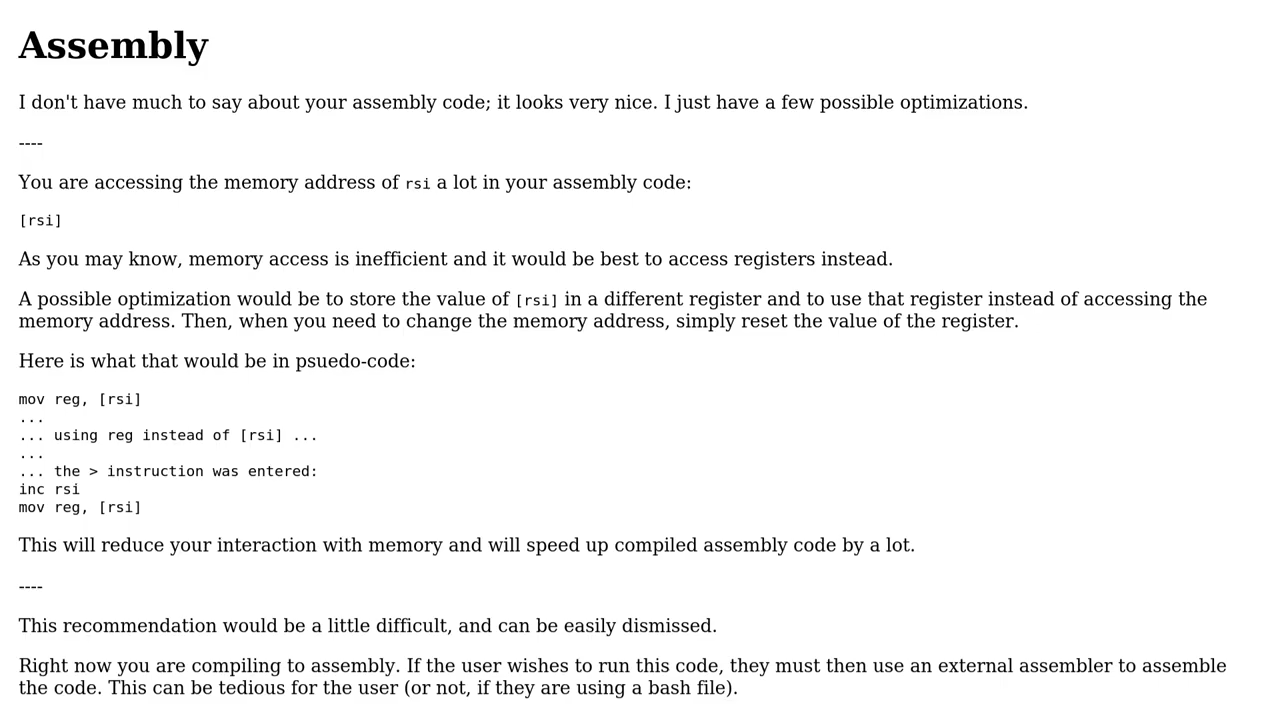 Assembly
I don't have much to say about your assembly code; it looks very nice. I just have a few possible optimizations.
----
You are accessing the memory address of rsi a lot in your assembly code:
[rsi]
As you may know, memory access is inefficient and it would be best to access registers instead.
A possible optimization would be to store the value of [rsi] in a different register and to use that register instead of accessing the
memory address. Then, when you need to change the memory address, simply reset the value of the register.
Here is what that would be in psuedo-code:
mov reg, [rsi]
...
... using reg instead of [rsi] ...
...
... the > instruction was entered:
inc rsi
mov reg, [rsi]
This will reduce your interaction with memory and will speed up compiled assembly code by a lot.
----
This recommendation would be a little difficult, and can be easily dismissed.
Right now you are compiling to assembly. If the user wishes to run this code, they must then use an external assembler to assemble
the code. This can be tedious for the user (or not, if they are using a bash file).